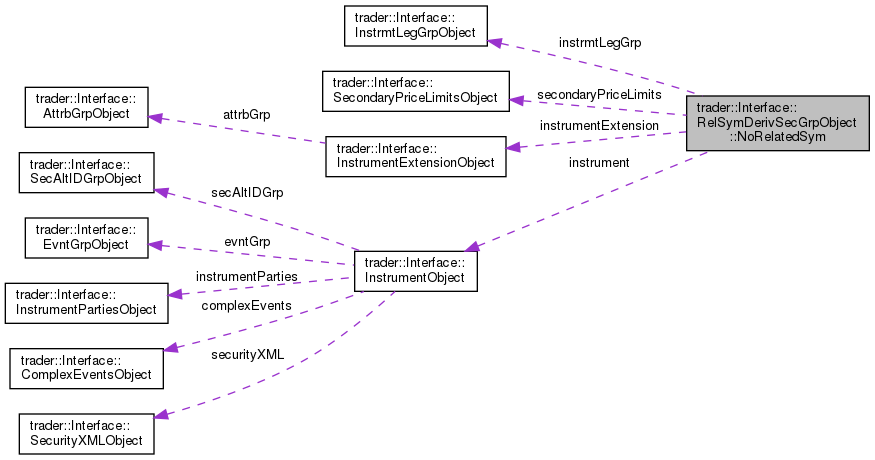 trader::Interface::
InstrmtLegGrpObject
instrmtLegGrp
trader::Interface::
SecondaryPriceLimitsObject
secondaryPriceLimits
trader::Interface::
RelSymDerivSecGrpObject
::NoRelatedSym
trader::Interface::
AttrbGrpObject
attrbGrp
trader::Interface::
InstrumentExtensionObject
instrumentExtension
instrument
trader::Interface::
SecAltIDGrpObject
secAltIDGrp
trader::Interface::
EvntGrpObject
evntGrp
trader::Interface::
InstrumentObject
trader::Interface::
InstrumentPartiesObject
instrumentParties
trader::Interface::
ComplexEventsObject
complexEvents
trader::Interface::
SecurityXMLObject
securityXML